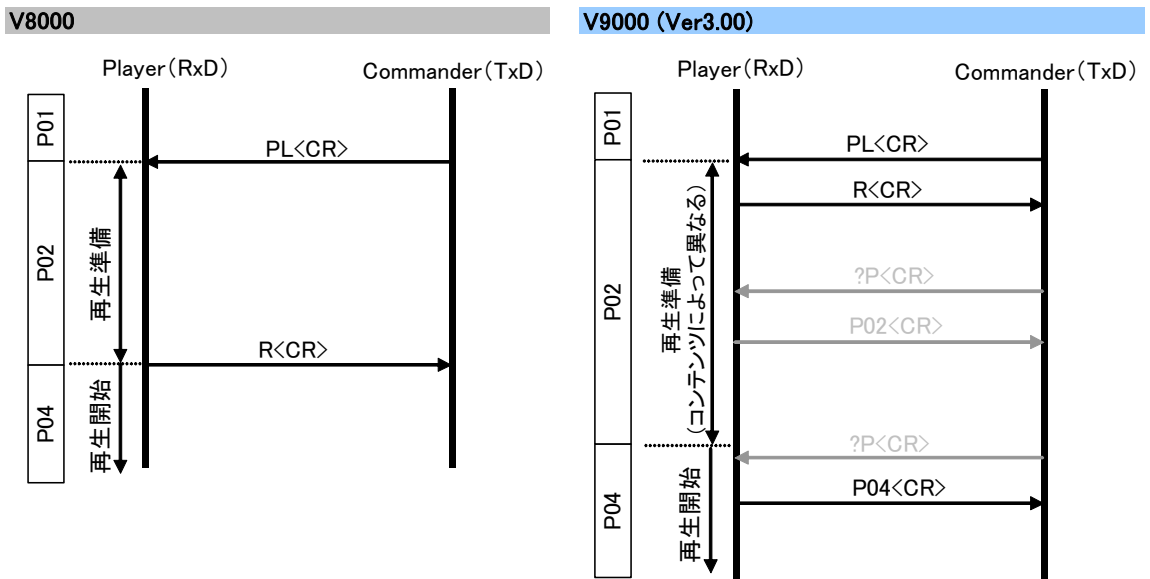 V8000
Player(RxD)
Commander(TxD)
P01
PL<CR>
P02
再生準備
R<CR>
P04
再生開始
V9000 (Ver3.00)
Player(RxD)
Commander(TxD)
P01
PL<CR>
R<CR>
P02
再生準備
(コンテンツによって異なる)
?P<CR>
P02<CR>
?P<CR>
P04<CR>
P04
再生開始